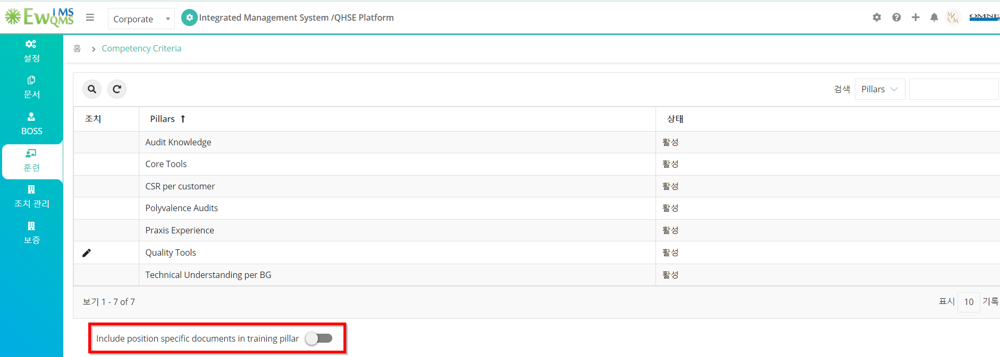 EwIMS QMS
Corporate
Integrated Management System /QHSE Platform
OMNE
설정
문서
BOSS
훈련
조치 관리
보증
홈 > Competency Criteria
검색 Pillars
조치 Pillars ↑ 상태
Audit Knowledge 활성
Core Tools 활성
CSR per customer 활성
Polyvalence Audits 활성
Praxis Experience 활성
Quality Tools 활성
Technical Understanding per BG 활성
보기 1 - 7 of 7 표시 10 기록
Include position specific documents in training pillar